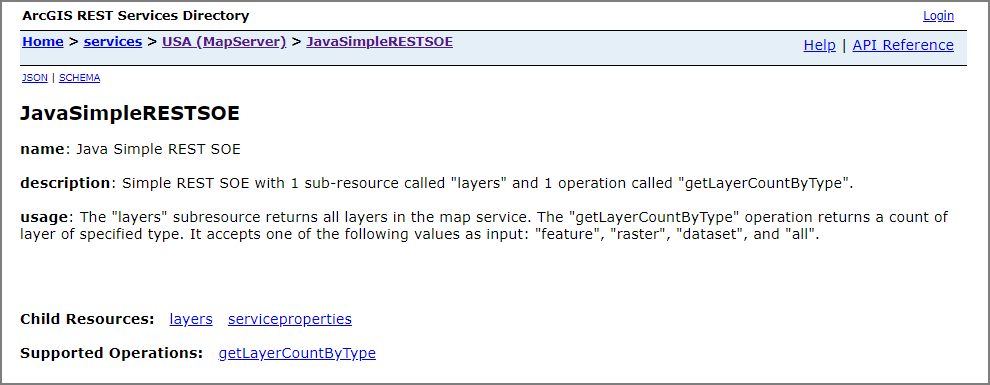 ArcGIS REST Services Directory Login
Home > services > USA (MapServer) > JavaSimpleRESTSOE Help | API Reference
JSON | SCHEMA
JavaSimpleRESTSOE
name: Java Simple REST SOE
description: Simple REST SOE with 1 sub-resource called "layers" and 1 operation called "getLayerCountByType".
usage: The "layers" subresource returns all layers in the map service. The "getLayerCountByType" operation returns a count of
layer of specified type. It accepts one of the following values as input: "feature", "raster", "dataset", and "all".
Child Resources: layers serviceproperties
Supported Operations: getLayerCountByType